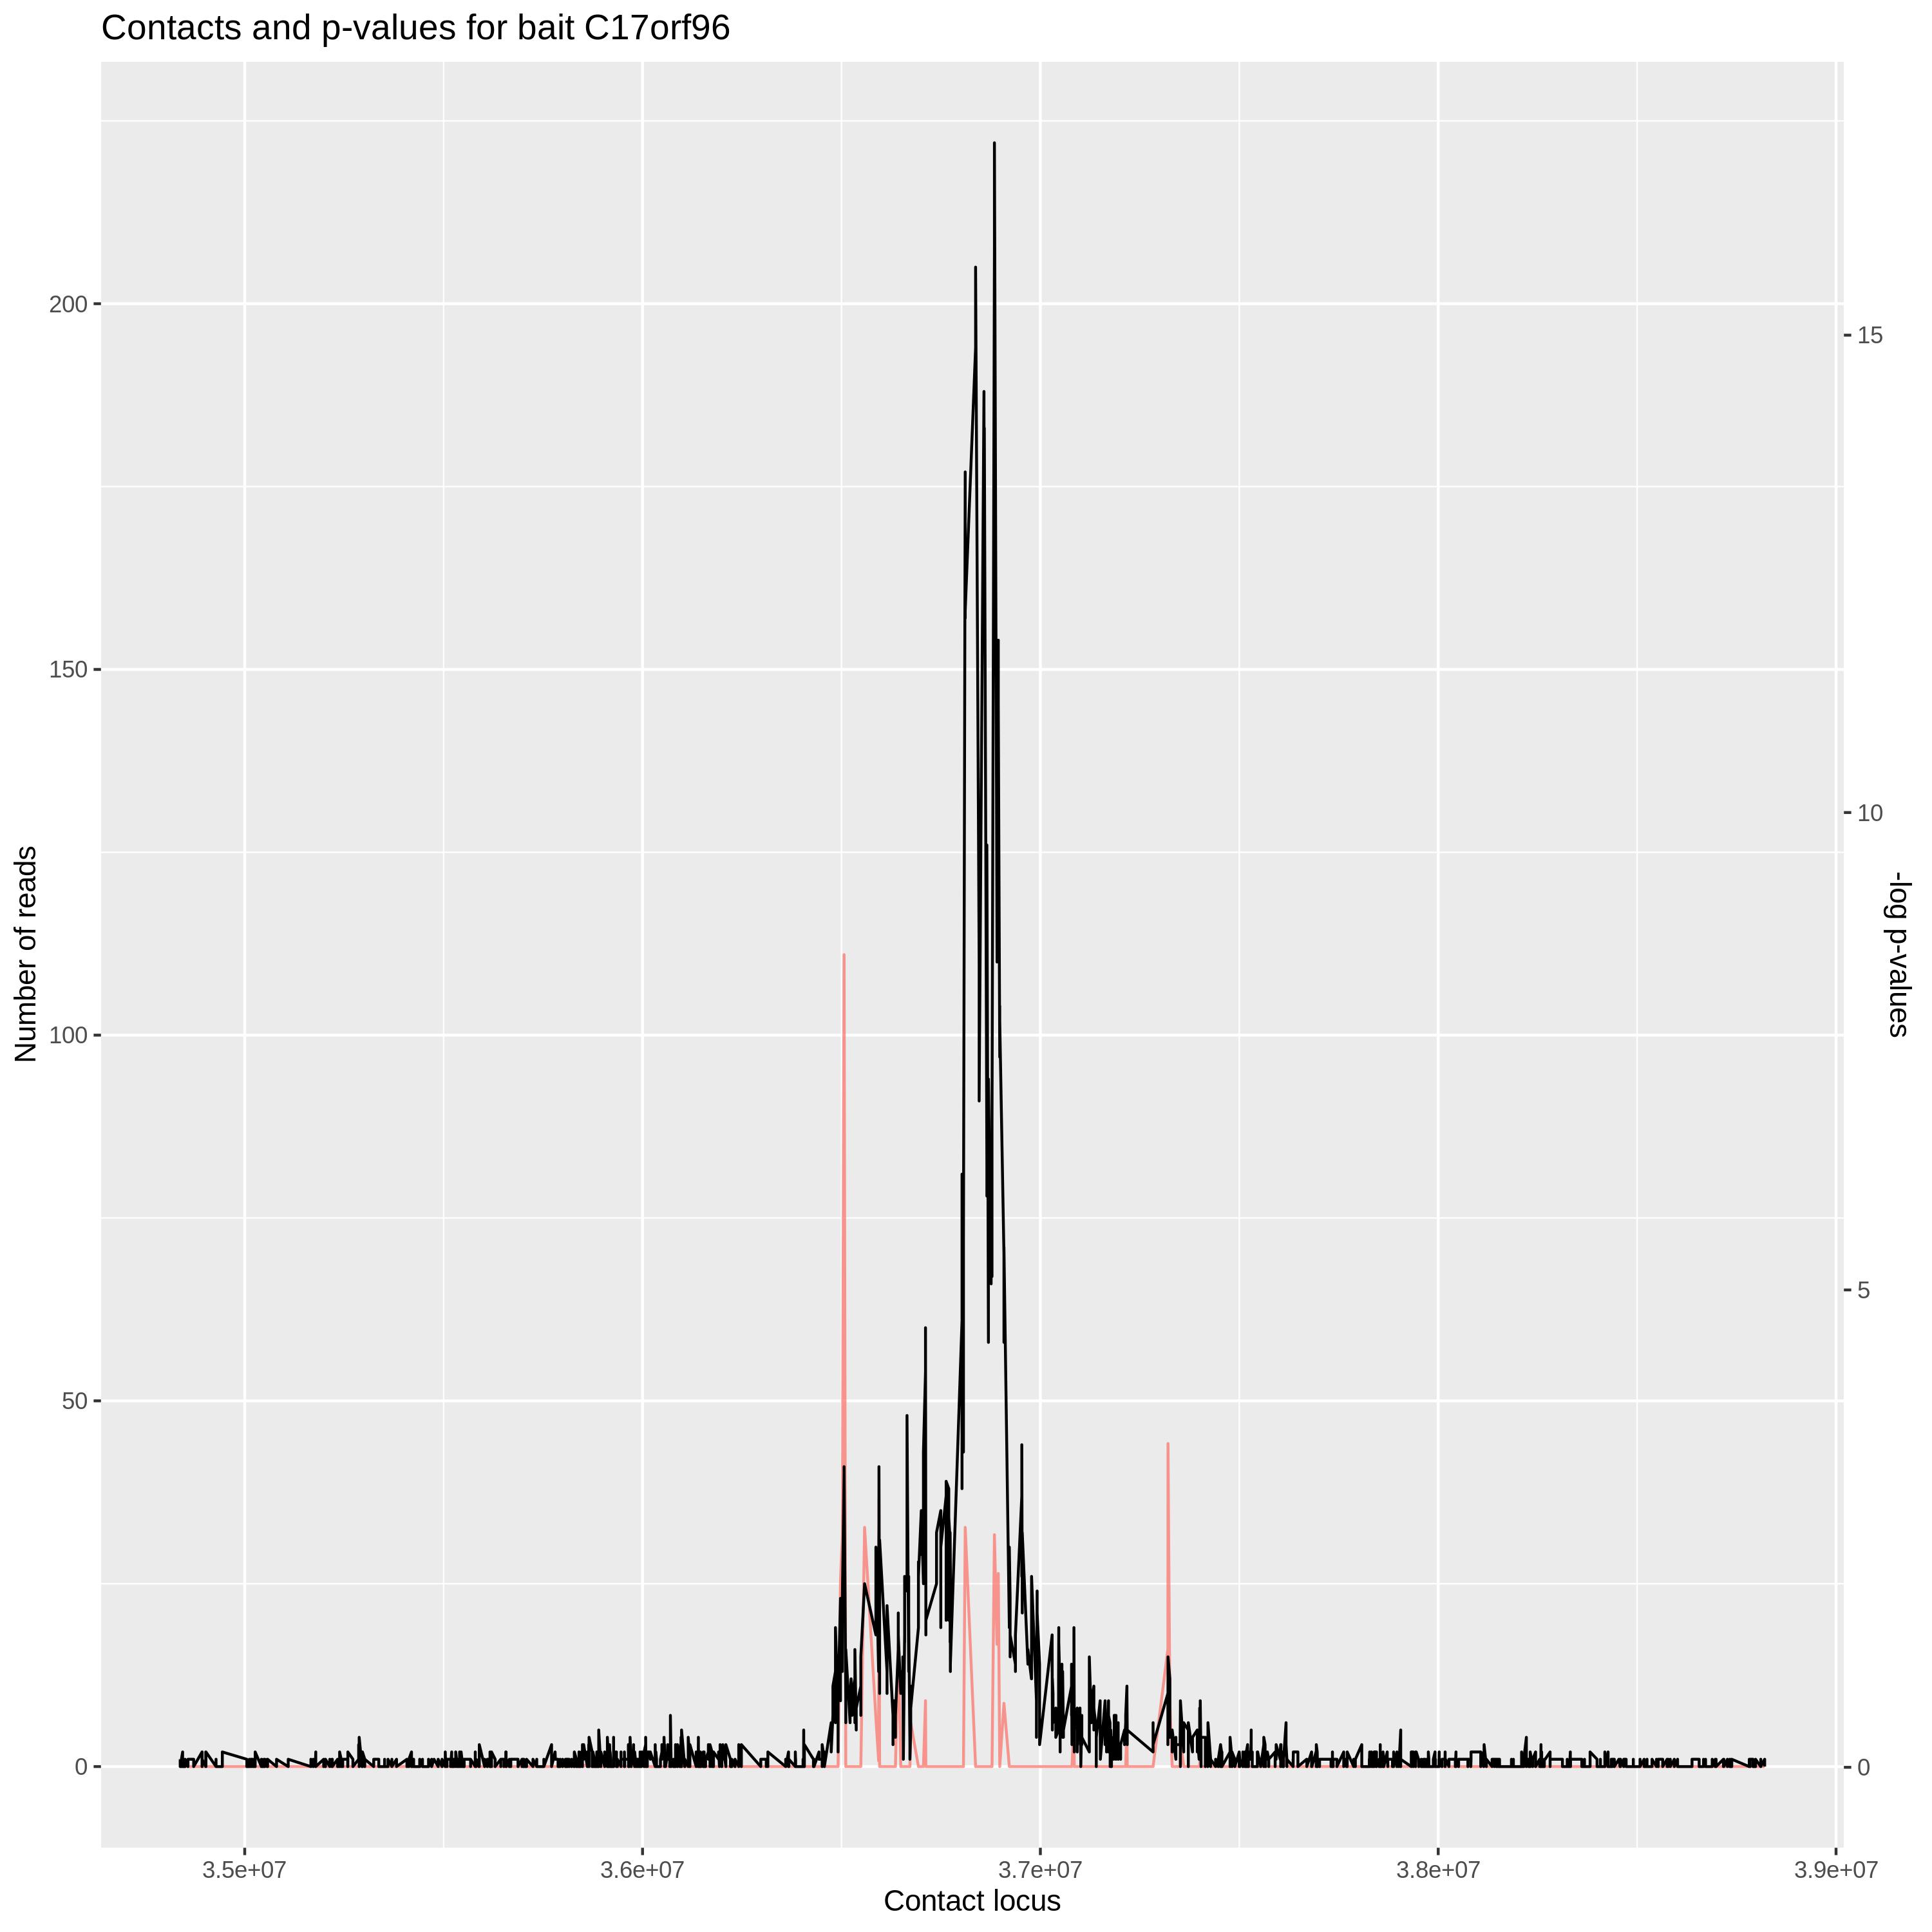 Contacts and p-values for bait C17orf96
Number of reads
200
150
100
50
0
15
10
5
0
-log p-values
3.5e+07
3.6e+07
3.7e+07
3.8e+07
3.9e+07
Contact locus